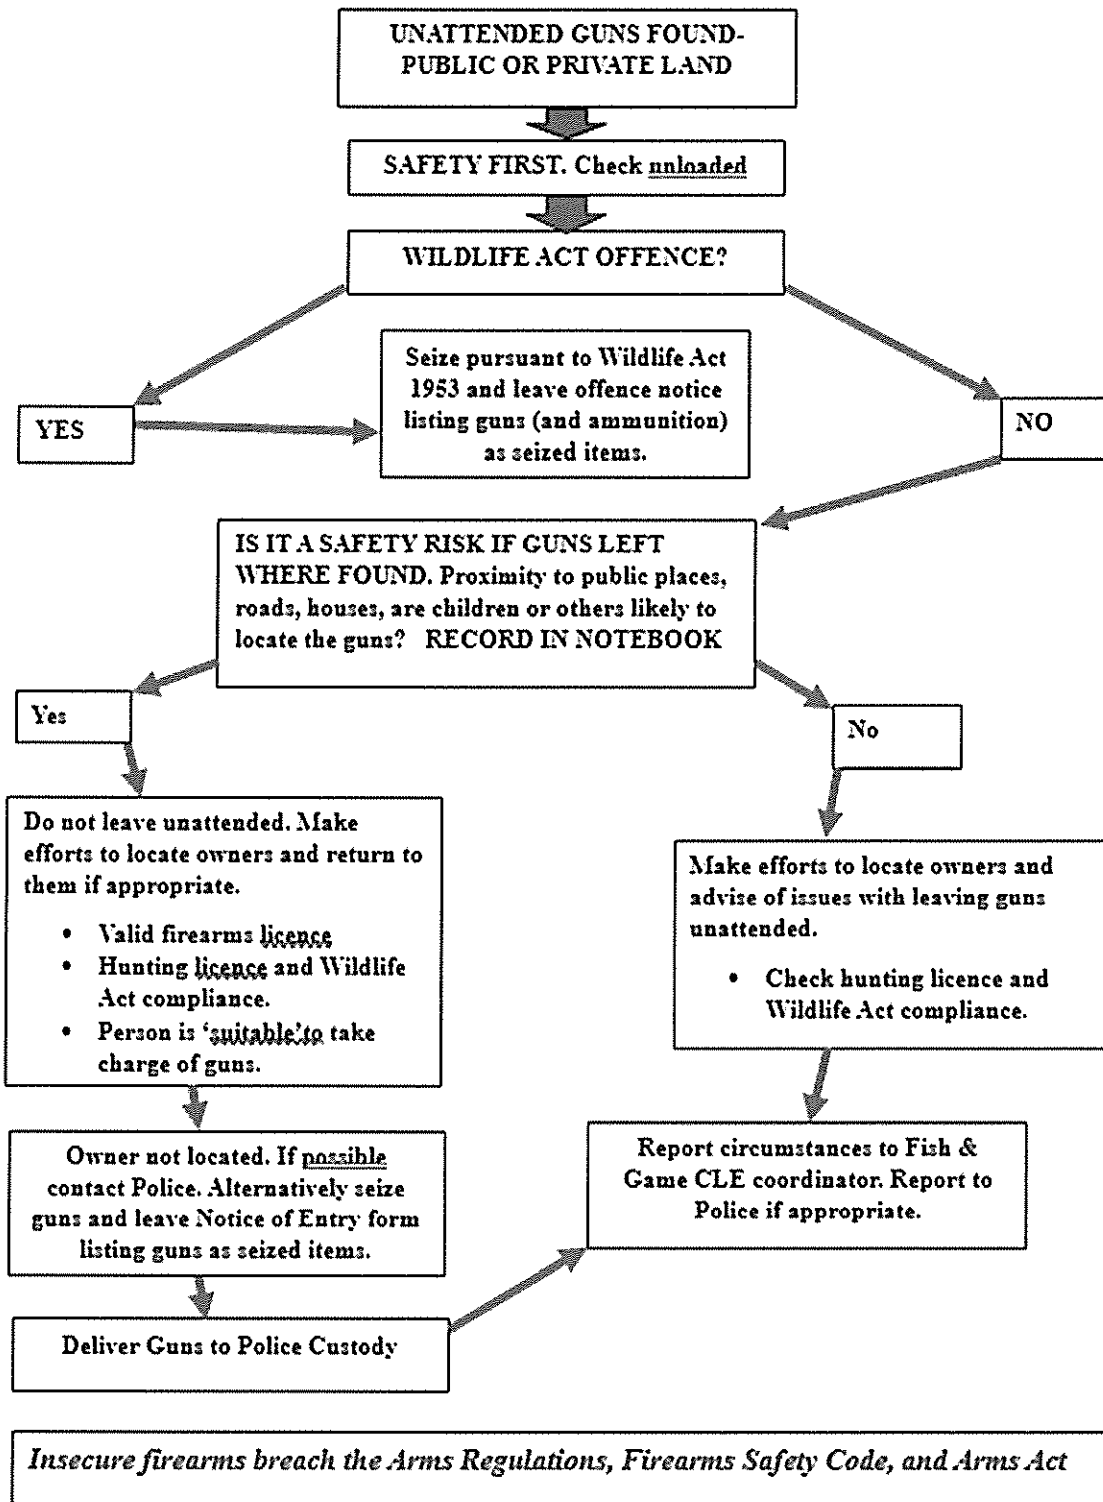 UNATTENDED GUNS FOUND-
PUBLIC OR PRIVATE LAND
SAFETY FIRST. Check unloaded
WILDLIFE ACT OFFENCE?
Seize pursuant to Wildlife Act
1953 and leave offence notice
listing guns (and ammunition)
as seized items.
YES
NO
IS IT A SAFETY RISK IF GUNS LEFT
WHERE FOUND. Proximity to public places,
roads, houses, are children or others likely to
locate the guns? RECORD IN NOTEBOOK
Yes
No
Do not leave unattended. Make
efforts to locate owners and return to
them if appropriate.
• Valid firearms licence
• Hunting licence and Wildlife
Act compliance.
• Person is 'suitable'to take
charge of guns.
Make efforts to locate owners and
advise of issues with leaving guns
unattended.
• Check hunting licence and
Wildlife Act compliance.
Owner not located. If possible
contact Police. Alternatively seize
guns and leave Notice of Entry form
listing guns as seized items.
Report circumstances to Fish &
Game CLE coordinator. Report to
Police if appropriate.
Deliver Guns to Police Custody
Insecure firearms breach the Arms Regulations, Firearms Safety Code, and Arms Act